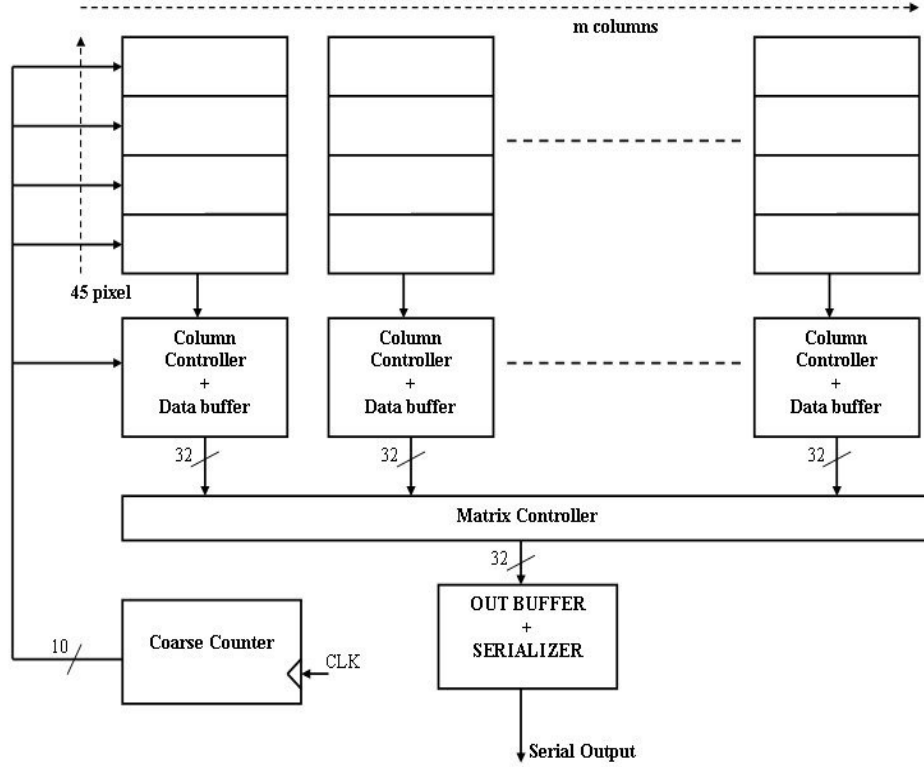 m columns
45 pixel
Column
Controller
+
Data buffer
Column
Controller
+
Data buffer
Column
Controller
+
Data buffer
32
32
32
Matrix Controller
32
OUT BUFFER
+
SERIALIZER
10
Coarse Counter
CLK
Serial Output